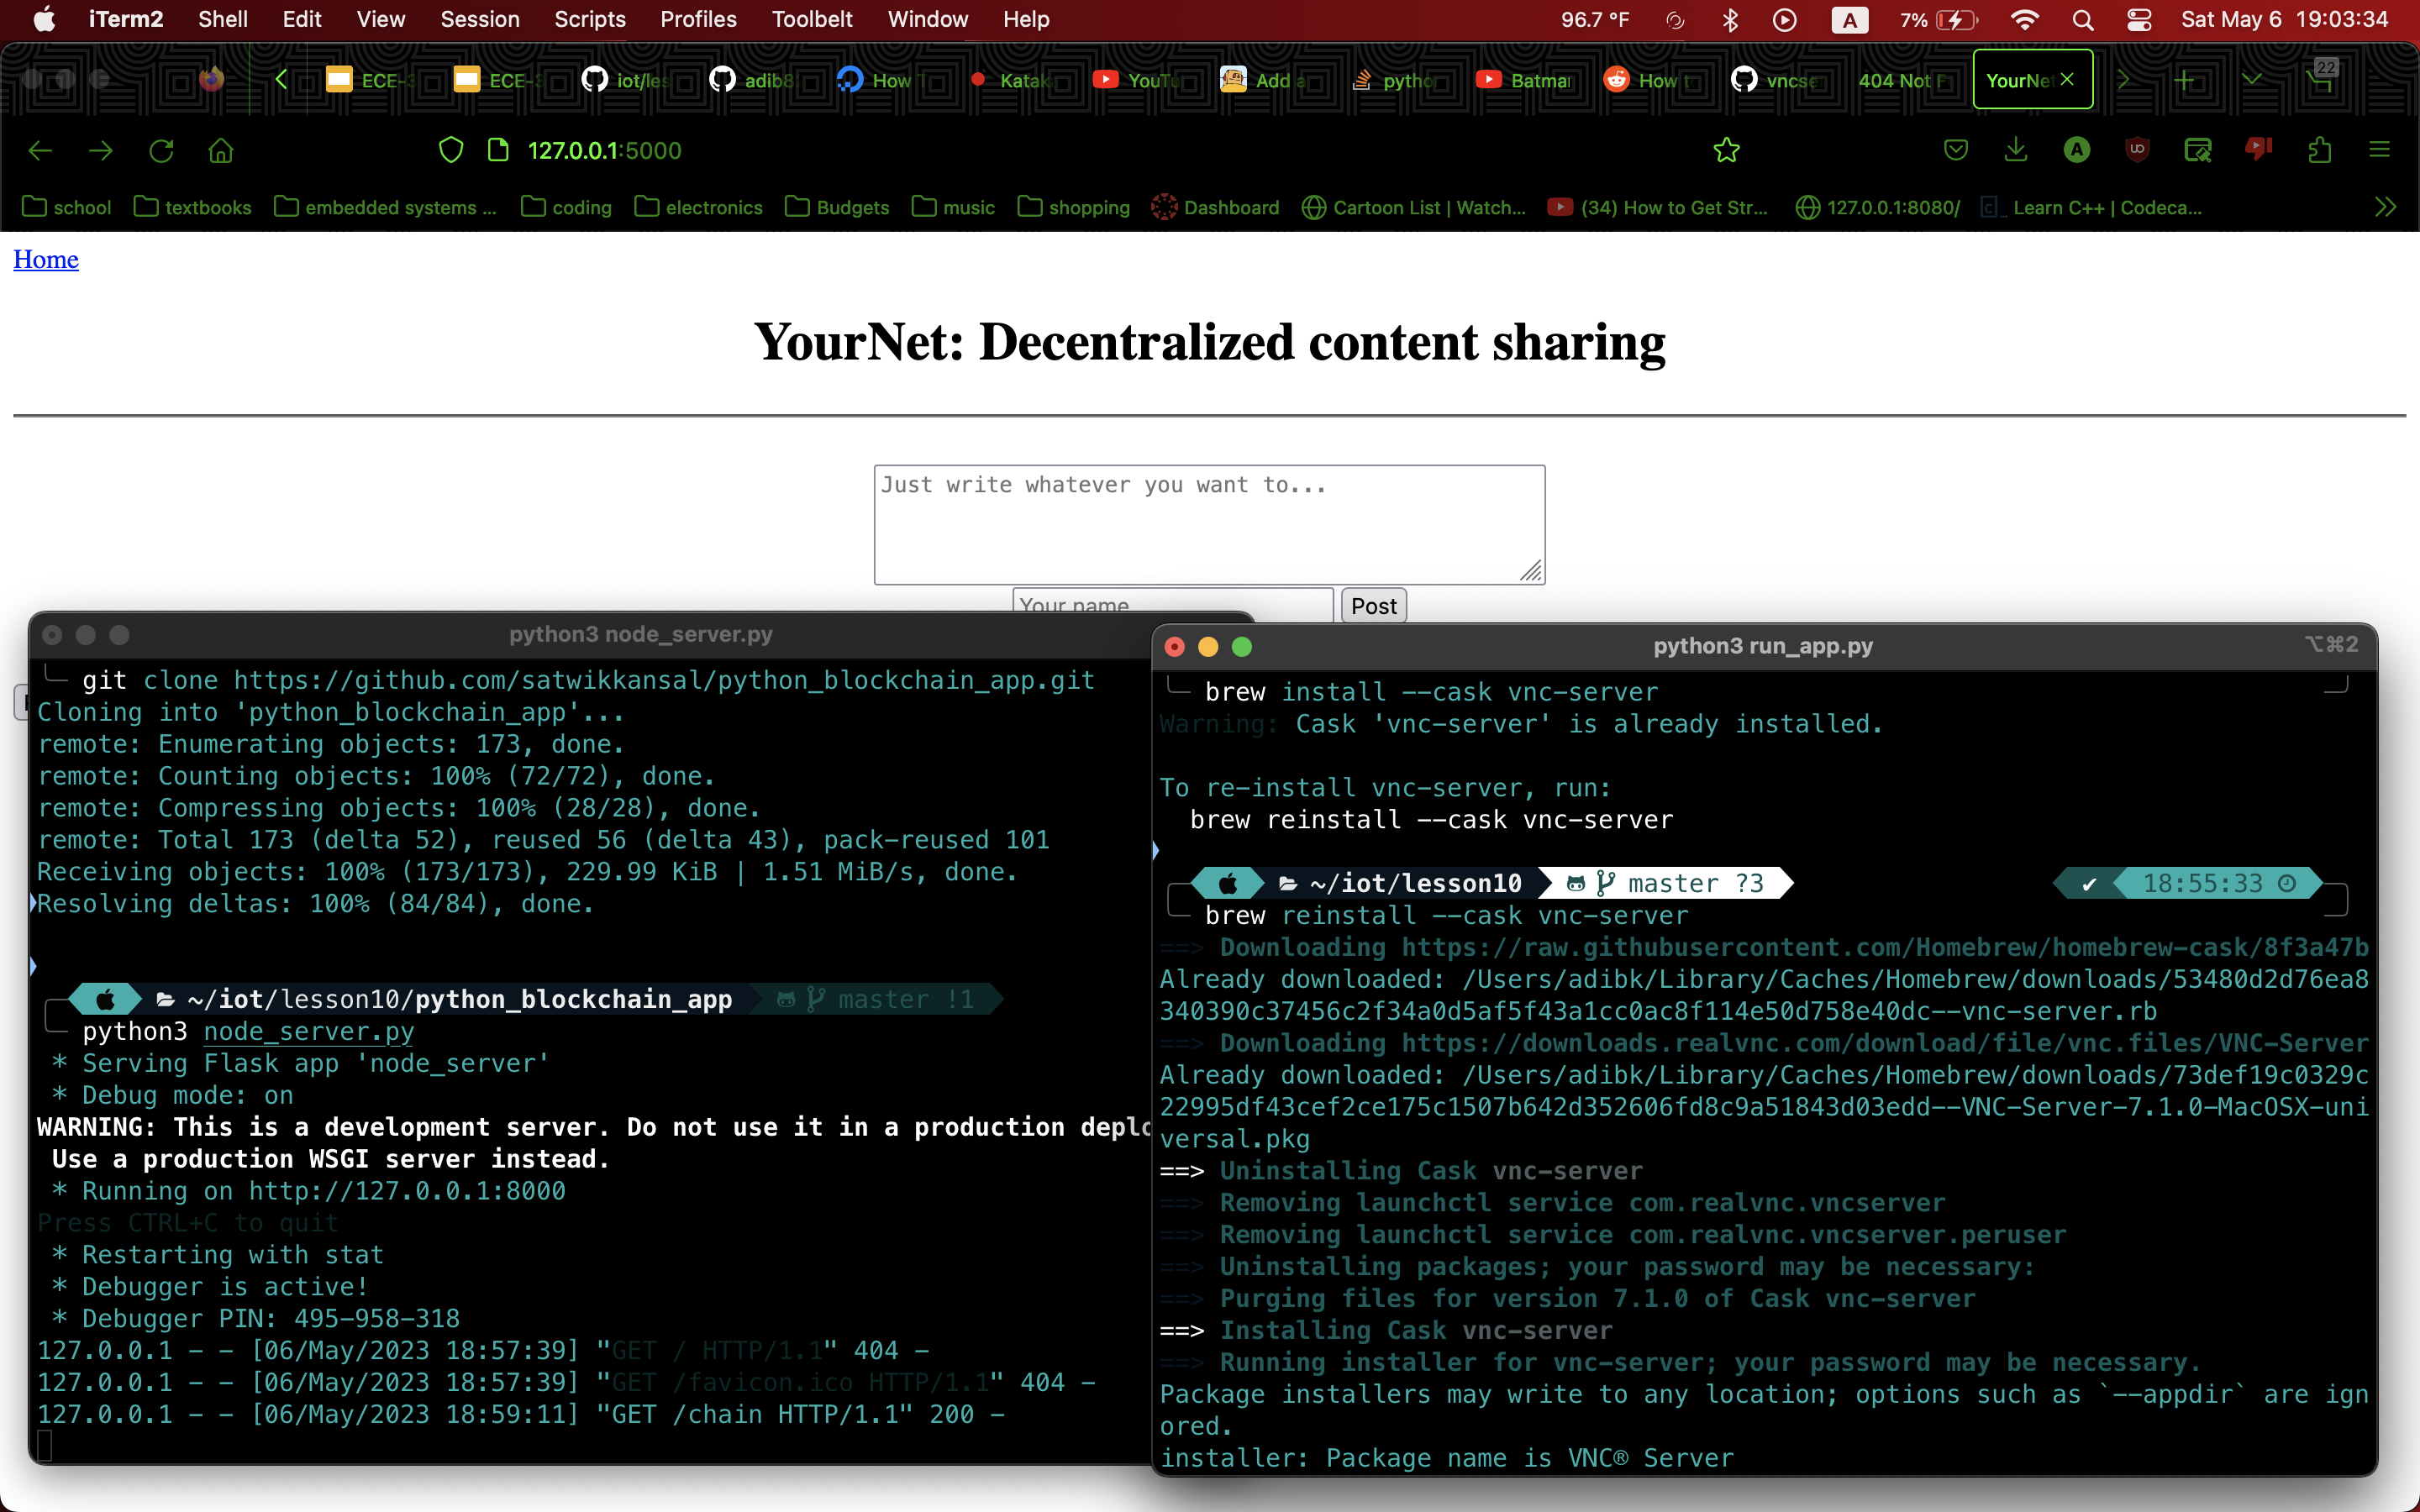 iTerm2 Shell Edit View Session Scripts Profiles Toolbelt Window Help 96.7 °F A 7% Sat May 6 19:03:34
ECE-3 ECE-3 iot/les adib8 How T Katak YouTu Add a pytho Batma How t vncse 404 Not F YourNet 22
127.0.0.1:5000
school textbooks embedded systems ... coding electronics Budgets music shopping Dashboard Cartoon List | Watch... (34) How to Get Str... 127.0.0.1:8080/ Learn C++ | Codeca...
Home
YourNet: Decentralized content sharing
Just write whatever you want to...
Your name Post
python3 node_server.py
git clone https://github.com/satwikkansal/python_blockchain_app.git
Cloning into 'python_blockchain_app'...
remote: Enumerating objects: 173, done.
remote: Counting objects: 100% (72/72), done.
remote: Compressing objects: 100% (28/28), done.
remote: Total 173 (delta 52), reused 56 (delta 43), pack-reused 101
Receiving objects: 100% (173/173), 229.99 KiB | 1.51 MiB/s, done.
Resolving deltas: 100% (84/84), done.
~/iot/lesson10/python_blockchain_app master !1
python3 node_server.py
* Serving Flask app 'node_server'
* Debug mode: on
WARNING: This is a development server. Do not use it in a production deplo
Use a production WSGI server instead.
* Running on http://127.0.0.1:8000
Press CTRL+C to quit
* Restarting with stat
* Debugger is active!
* Debugger PIN: 495-958-318
127.0.0.1 - - [06/May/2023 18:57:39] "GET / HTTP/1.1" 404 -
127.0.0.1 - - [06/May/2023 18:57:39] "GET /favicon.ico HTTP/1.1" 404 -
127.0.0.1 - - [06/May/2023 18:59:11] "GET /chain HTTP/1.1" 200 -
python3 run_app.py ⌥⌘2
brew install --cask vnc-server
Warning: Cask 'vnc-server' is already installed.
To re-install vnc-server, run:
brew reinstall --cask vnc-server
~/iot/lesson10 master ?3 ✔ 18:55:33
brew reinstall --cask vnc-server
==> Downloading https://raw.githubusercontent.com/Homebrew/homebrew-cask/8f3a47b
Already downloaded: /Users/adibk/Library/Caches/Homebrew/downloads/53480d2d76ea8
340390c37456c2f34a0d5af5f43a1cc0ac8f114e50d758e40dc--vnc-server.rb
==> Downloading https://downloads.realvnc.com/download/file/vnc.files/VNC-Server
Already downloaded: /Users/adibk/Library/Caches/Homebrew/downloads/73def19c0329c
22995df43cef2ce175c1507b642d352606fd8c9a51843d03edd--VNC-Server-7.1.0-MacOSX-uni
versal.pkg
==> Uninstalling Cask vnc-server
==> Removing launchctl service com.realvnc.vncserver
==> Removing launchctl service com.realvnc.vncserver.peruser
==> Uninstalling packages; your password may be necessary:
==> Purging files for version 7.1.0 of Cask vnc-server
==> Installing Cask vnc-server
==> Running installer for vnc-server; your password may be necessary.
Package installers may write to any location; options such as `--appdir` are ign
ored.
installer: Package name is VNC® Server